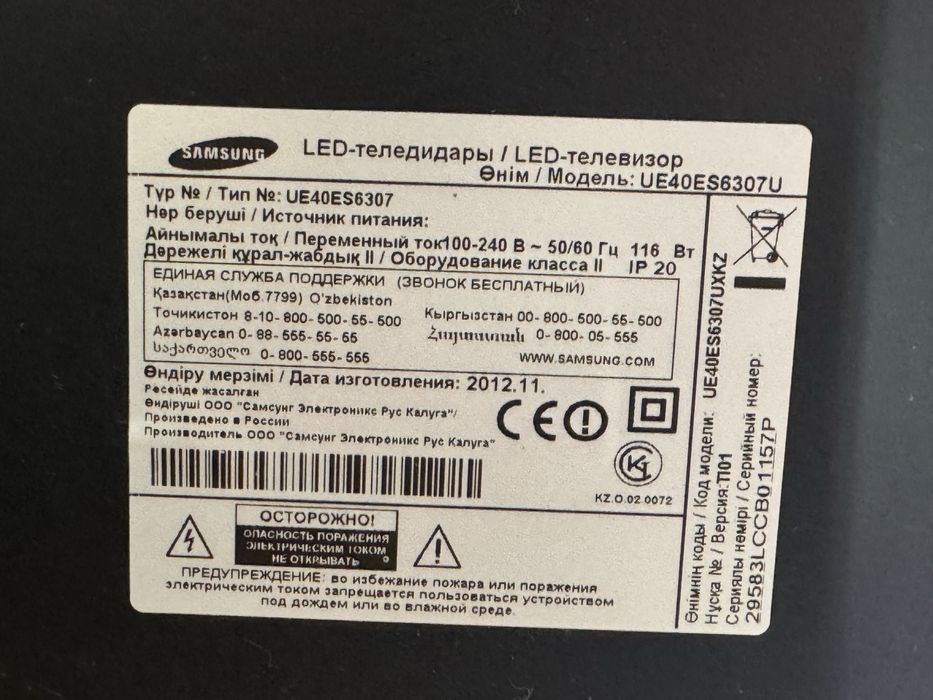 SAMSUNG
LED-теледидары / LED-телевизор
Өнім / Модель: UE40ES6307U
Түр № / Тип №: UE40ES6307
Нәр беруші / Источник питания:
Айнымалы тоқ / Переменный ток100-240 В ~ 50/60 Гц 116 Вт
Дәрежелі құрал-жабдық II / Оборудование класса II IP 20
ЕДИНАЯ СЛУЖБА ПОДДЕРЖКИ (ЗВОНОК БЕСПЛАТНЫЙ)
Қазақстан(Моб.7799) O'zbekiston
Точикистон 8-10-800-500-55-500
Кыргызстан 00-800-500-55-500
Azərbaycan 0-88-555-55-55
Հայաստան 0-800-05-555
საქართველო 0-800-555-555
WWW.SAMSUNG.COM
Өндіру мерзімі / Дата изготовления: 2012.11.
Ресейде жасалған
Өндіруші ООО "Самсунг Электроникс Рус Калуга"/
Произведено в России
Производитель ООО "Самсунг Электроникс Рус Калуга"
CE
KZ.O.02.0072
ОСТОРОЖНО!
ОПАСНОСТЬ ПОРАЖЕНИЯ
ЭЛЕКТРИЧЕСКИМ ТОКОМ
НЕ ОТКРЫВАТЬ
ПРЕДУПРЕЖДЕНИЕ: во избежание пожара или поражения
электрическим током запрещается пользоваться устройством
под дождем или во влажной среде.
Өнімнің коды / Код модели: UE40ES6307UXKZ
Нұсқа № / Версия:TI01
Сериялы нөмірі / Серийный номер:
29583LCCB01157P